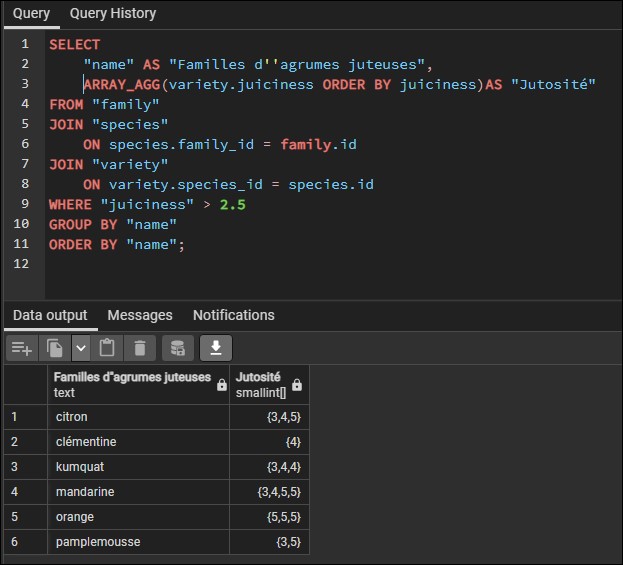 Query Query History
1 SELECT
2 "name" AS "Familles d''agrumes juteuses",
3 ARRAY_AGG(variety.juiciness ORDER BY juiciness)AS "Jutosité"
4 FROM "family"
5 JOIN "species"
6 ON species.family_id = family.id
7 JOIN "variety"
8 ON variety.species_id = species.id
9 WHERE "juiciness" > 2.5
10 GROUP BY "name"
11 ORDER BY "name";
12
Data output Messages Notifications
Familles d''agrumes juteuses Jutosité
text smallint[]
1 citron {3,4,5}
2 clémentine {4}
3 kumquat {3,4,4}
4 mandarine {3,4,5,5}
5 orange {5,5,5}
6 pamplemousse {3,5}